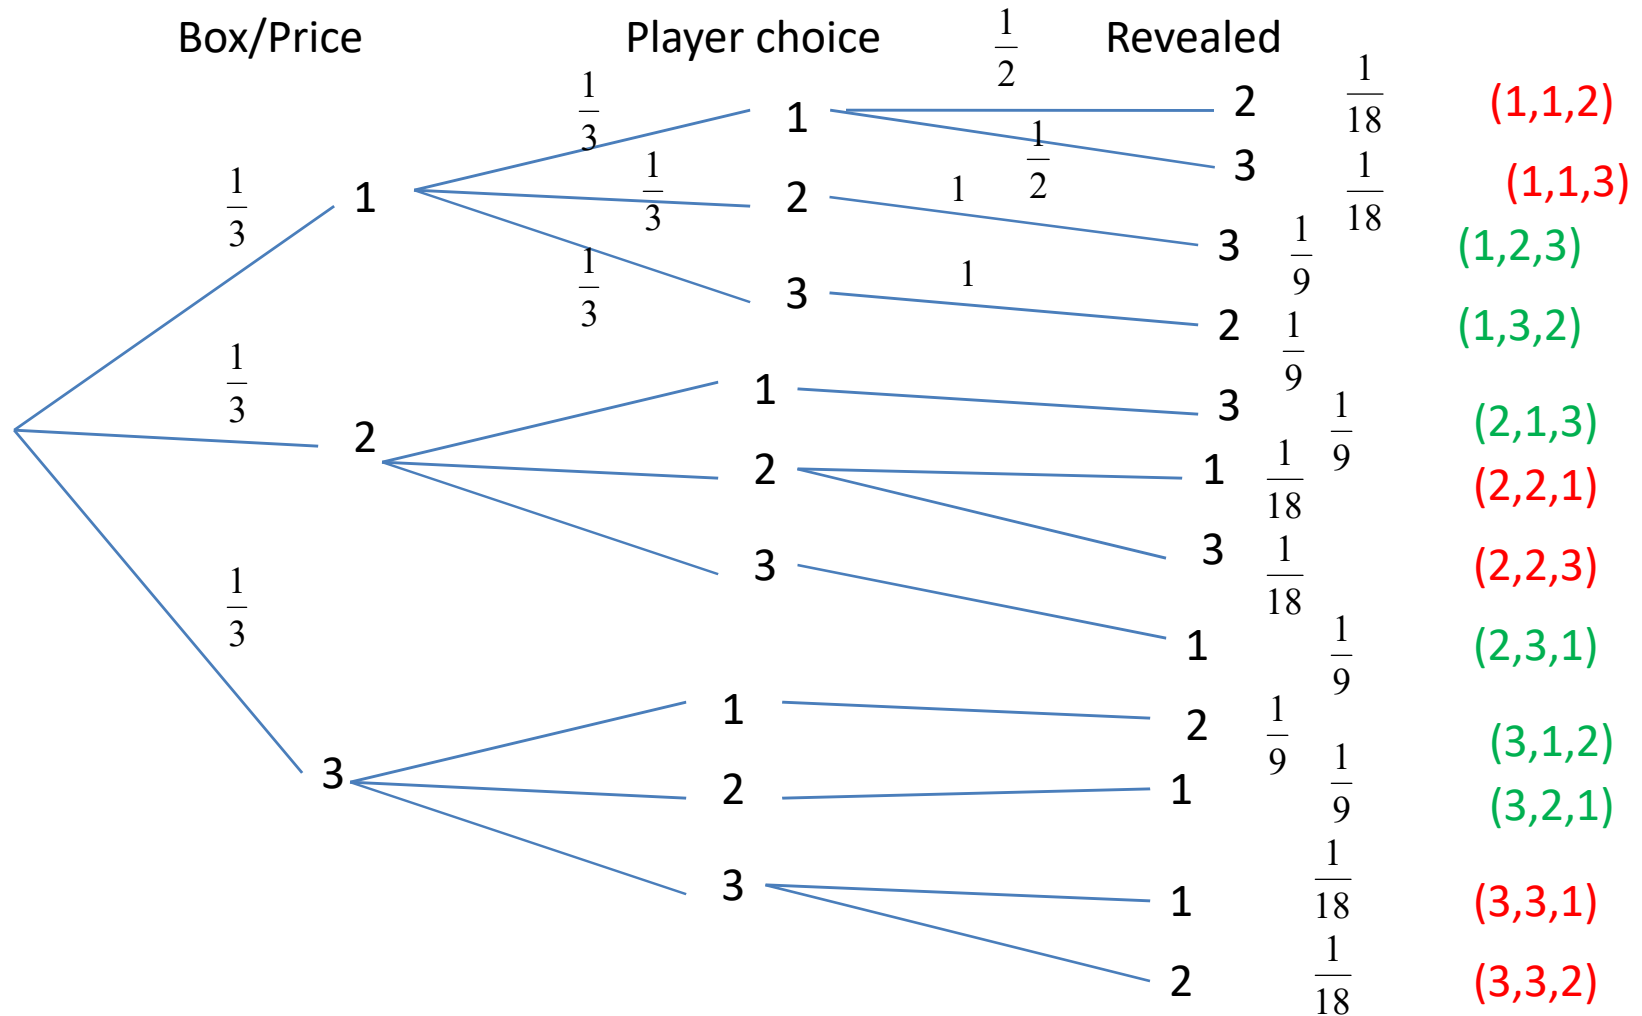 Box/Price Player choice 1/2 Revealed
1/3 1 2 1/18 (1,1,2)
1/2 3 1/18 (1,1,3)
1/3 1 1/3 2 1 3 1/9 (1,2,3)
1/3 3 1 2 1/9 (1,3,2)
1/3 2 1 3 1/9 (2,1,3)
2 1 1/18 (2,2,1)
3 1/18 (2,2,3)
3 1 1/9 (2,3,1)
1/3 3 1 2 1/9 (3,1,2)
2 1 1/9 (3,2,1)
3 1 1/18 (3,3,1)
2 1/18 (3,3,2)